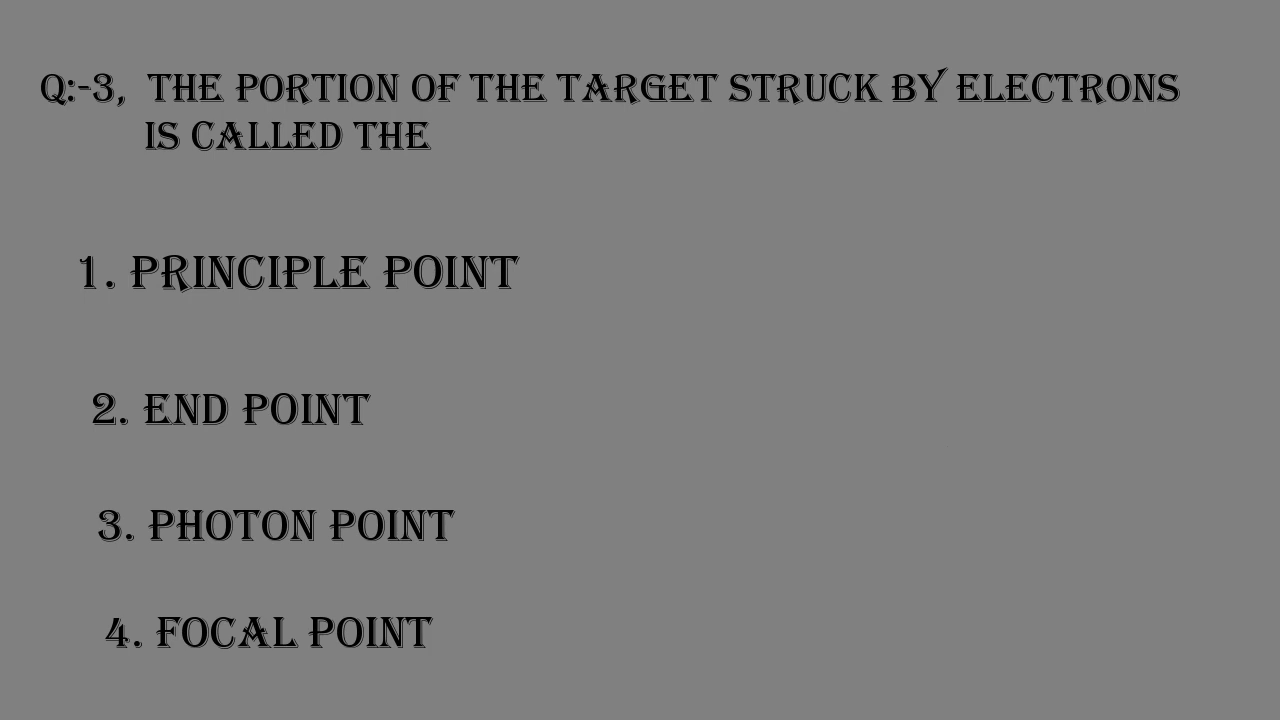 Q:-3, THE PORTION OF THE TARGET STRUCK BY ELECTRONS
IS CALLED THE
1. PRINCIPLE POINT
2. END POINT
3. PHOTON POINT
4. FOCAL POINT